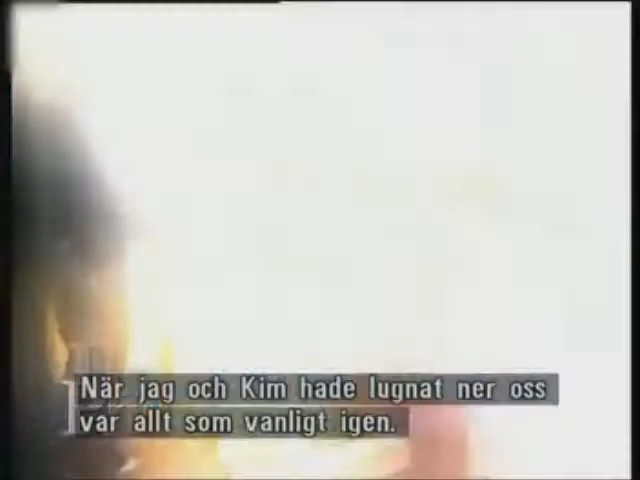 När jag och Kim hade lugnat ner oss
var allt som vanligt igen.